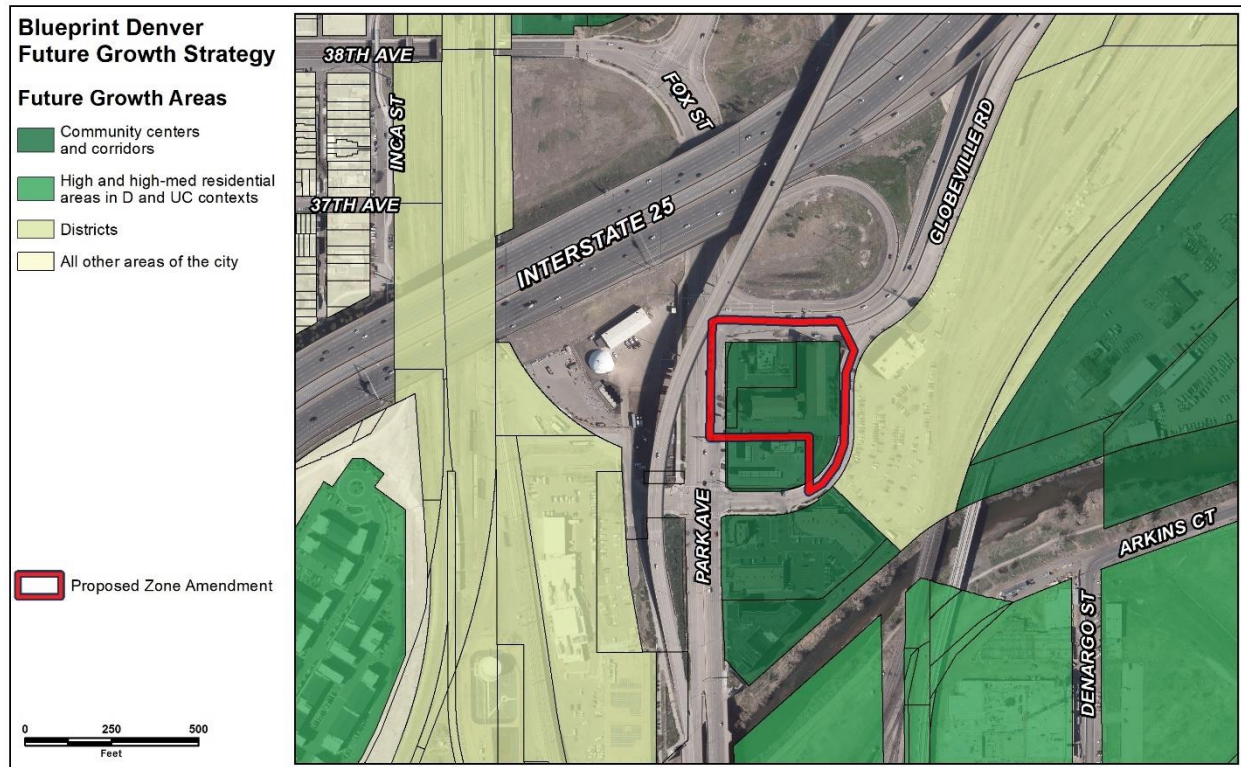 Blueprint Denver
Future Growth Strategy
Future Growth Areas
Community centers
and corridors
High and high-med residential
areas in D and UC contexts
Districts
All other areas of the city
Proposed Zone Amendment
0 250 500
Feet
38TH AVE
INCA ST
37TH AVE
FOX ST
INTERSTATE 25
GLOBEVILLE RD
PARK AVE
ARKINS CT
DENARGO ST